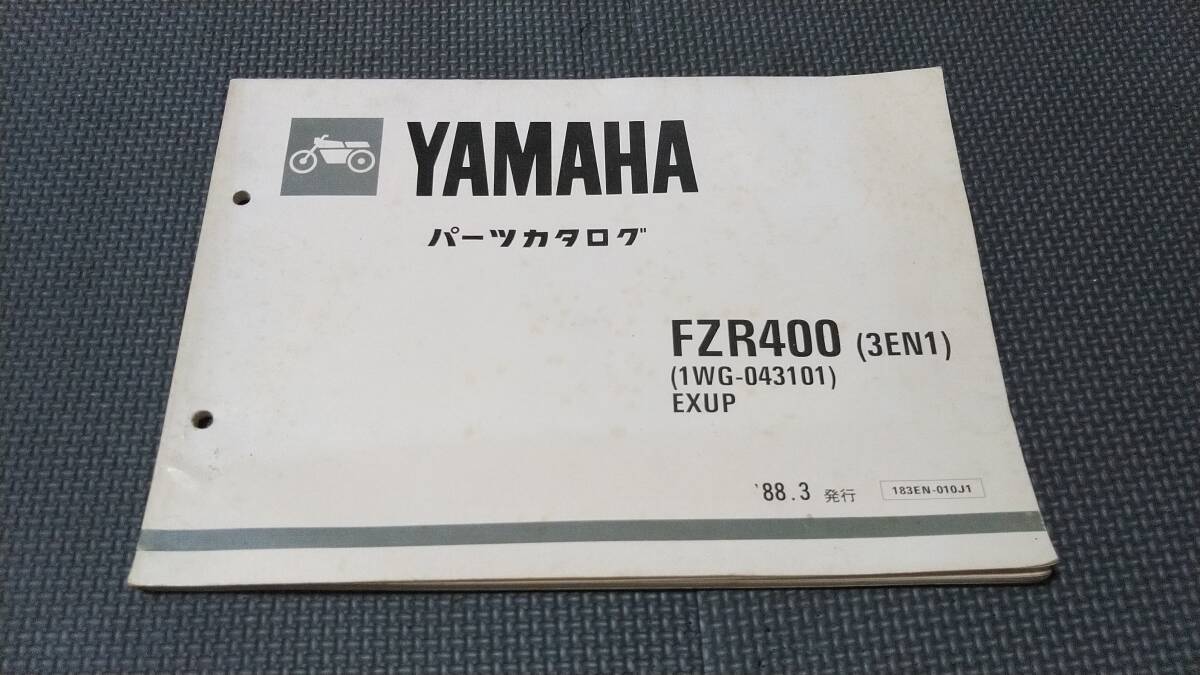 YAMAHA
パーツカタログ
FZR400 (3EN1)
(1WG-043101)
EXUP
'88.3 発行 183EN-010J1